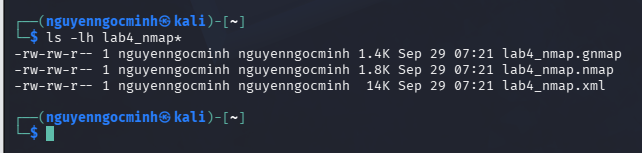 ┌──(nguyenngocminh㉿kali)-[~]
└─$ ls -lh lab4_nmap*
-rw-rw-r-- 1 nguyenngocminh nguyenngocminh 1.4K Sep 29 07:21 lab4_nmap.gnmap
-rw-rw-r-- 1 nguyenngocminh nguyenngocminh 1.8K Sep 29 07:21 lab4_nmap.nmap
-rw-rw-r-- 1 nguyenngocminh nguyenngocminh  14K Sep 29 07:21 lab4_nmap.xml
┌──(nguyenngocminh㉿kali)-[~]
└─$